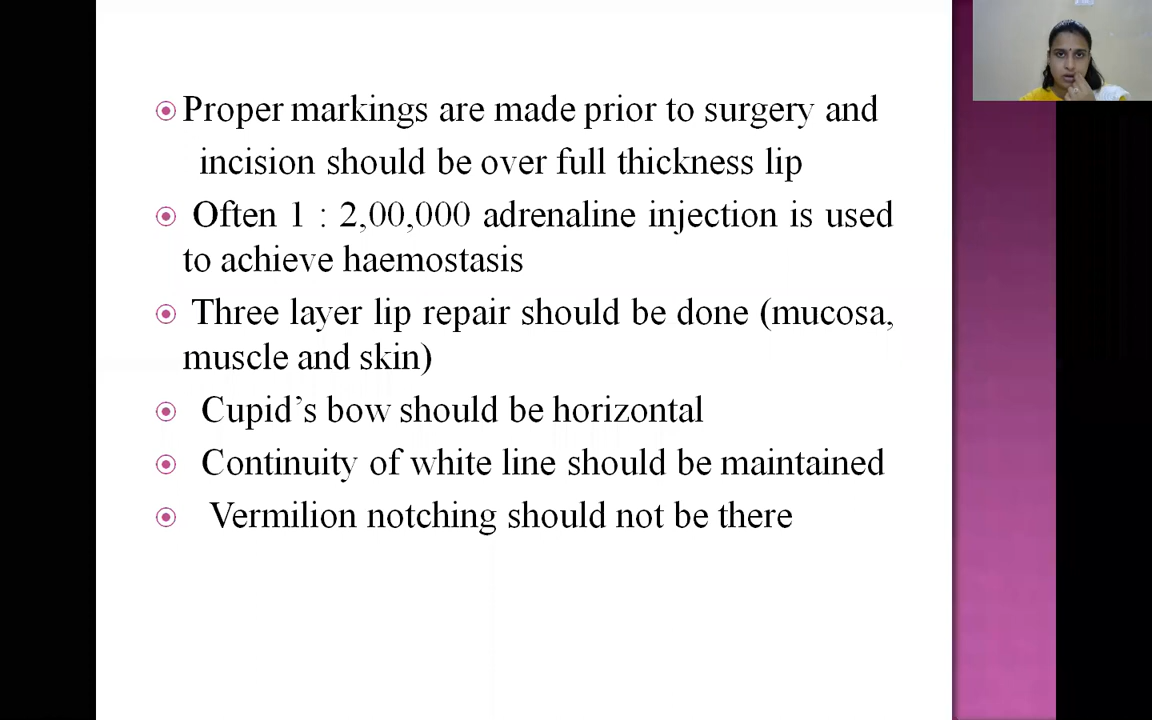 Proper markings are made prior to surgery and
incision should be over full thickness lip
Often 1 : 2,00,000 adrenaline injection is used
to achieve haemostasis
Three layer lip repair should be done (mucosa,
muscle and skin)
Cupid’s bow should be horizontal
Continuity of white line should be maintained
Vermilion notching should not be there